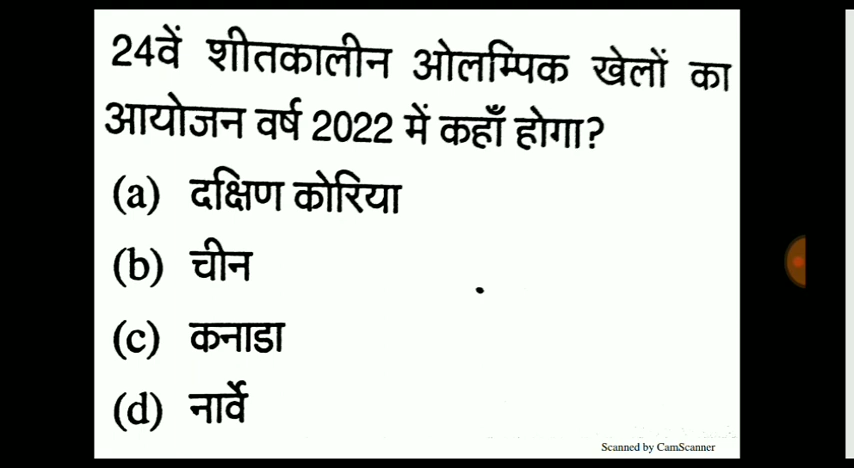 24वें शीतकालीन ओलम्पिक खेलों का
आयोजन वर्ष 2022 में कहाँ होगा?
(a) दक्षिण कोरिया
(b) चीन
(c) कनाडा
(d) नार्वे
Scanned by CamScanner